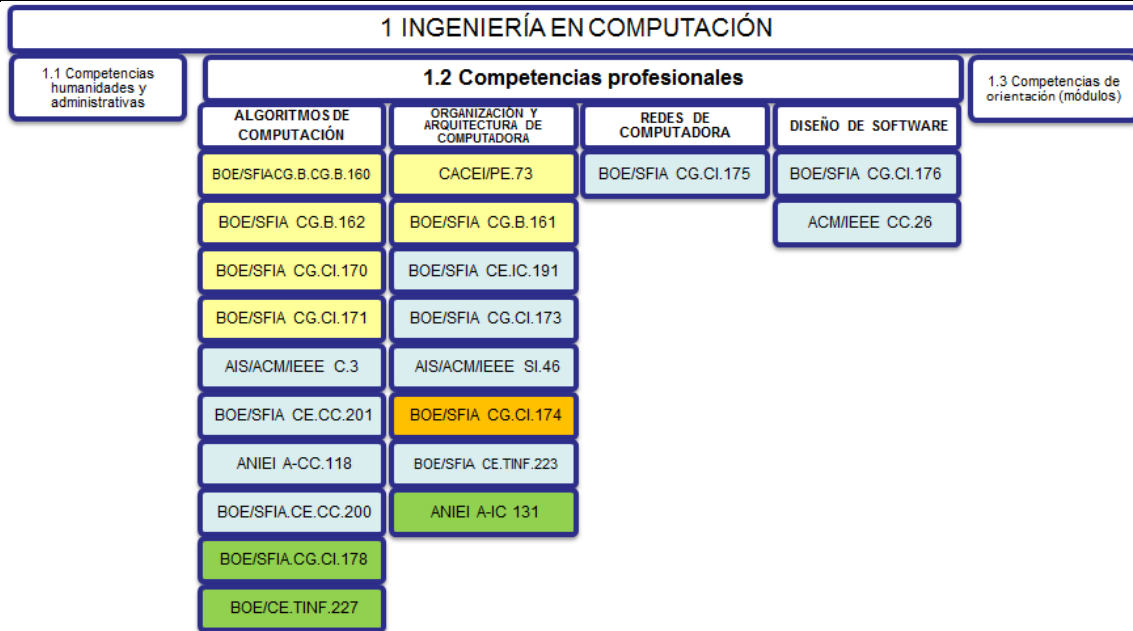 1 INGENIERÍA EN COMPUTACIÓN
1.1 Competencias
humanidades y
administrativas
1.2 Competencias profesionales
1.3 Competencias de
orientación (módulos)
ALGORITMOS DE
COMPUTACIÓN
ORGANIZACIÓN Y
ARQUITECTURA DE
COMPUTADORA
REDES DE
COMPUTADORA
DISEÑO DE SOFTWARE
BOE/SFIACG.B.CG.B.160
CACEI/PE.73
BOE/SFIA CG.CI.175
BOE/SFIA CG.CI.176
BOE/SFIA CG.B.162
BOE/SFIA CG.B.161
ACM/IEEE CC.26
BOE/SFIA CG.CI.170
BOE/SFIA CE.IC.191
BOE/SFIA CG.CI.171
BOE/SFIA CG.CI.173
AIS/ACM/IEEE C.3
AIS/ACM/IEEE SI.46
BOE/SFIA CE.CC.201
BOE/SFIA CG.CI.174
ANIEI A-CC.118
BOE/SFIA CE.TINF.223
BOE/SFIA.CE.CC.200
ANIEI A-IC 131
BOE/SFIA.CG.CI.178
BOE/CE.TINF.227